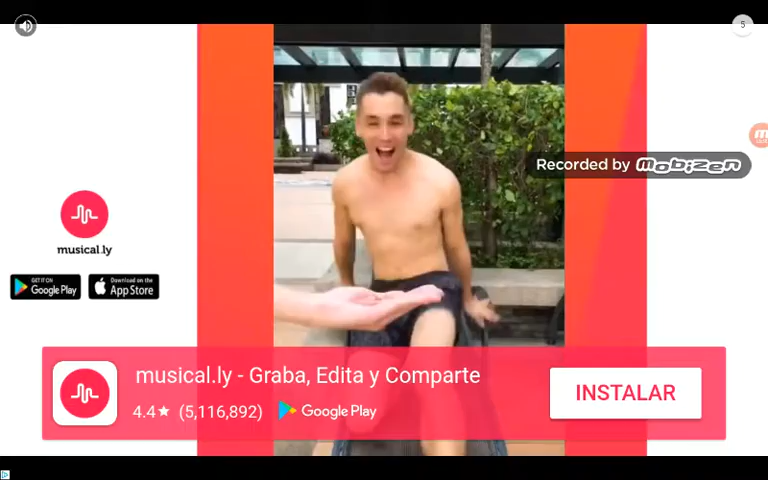 5
Recorded by mobizen
musical.ly
GET IT ON
Google Play
Download on the
App Store
musical.ly - Graba, Edita y Comparte
4.4★ (5,116,892) Google Play
INSTALAR